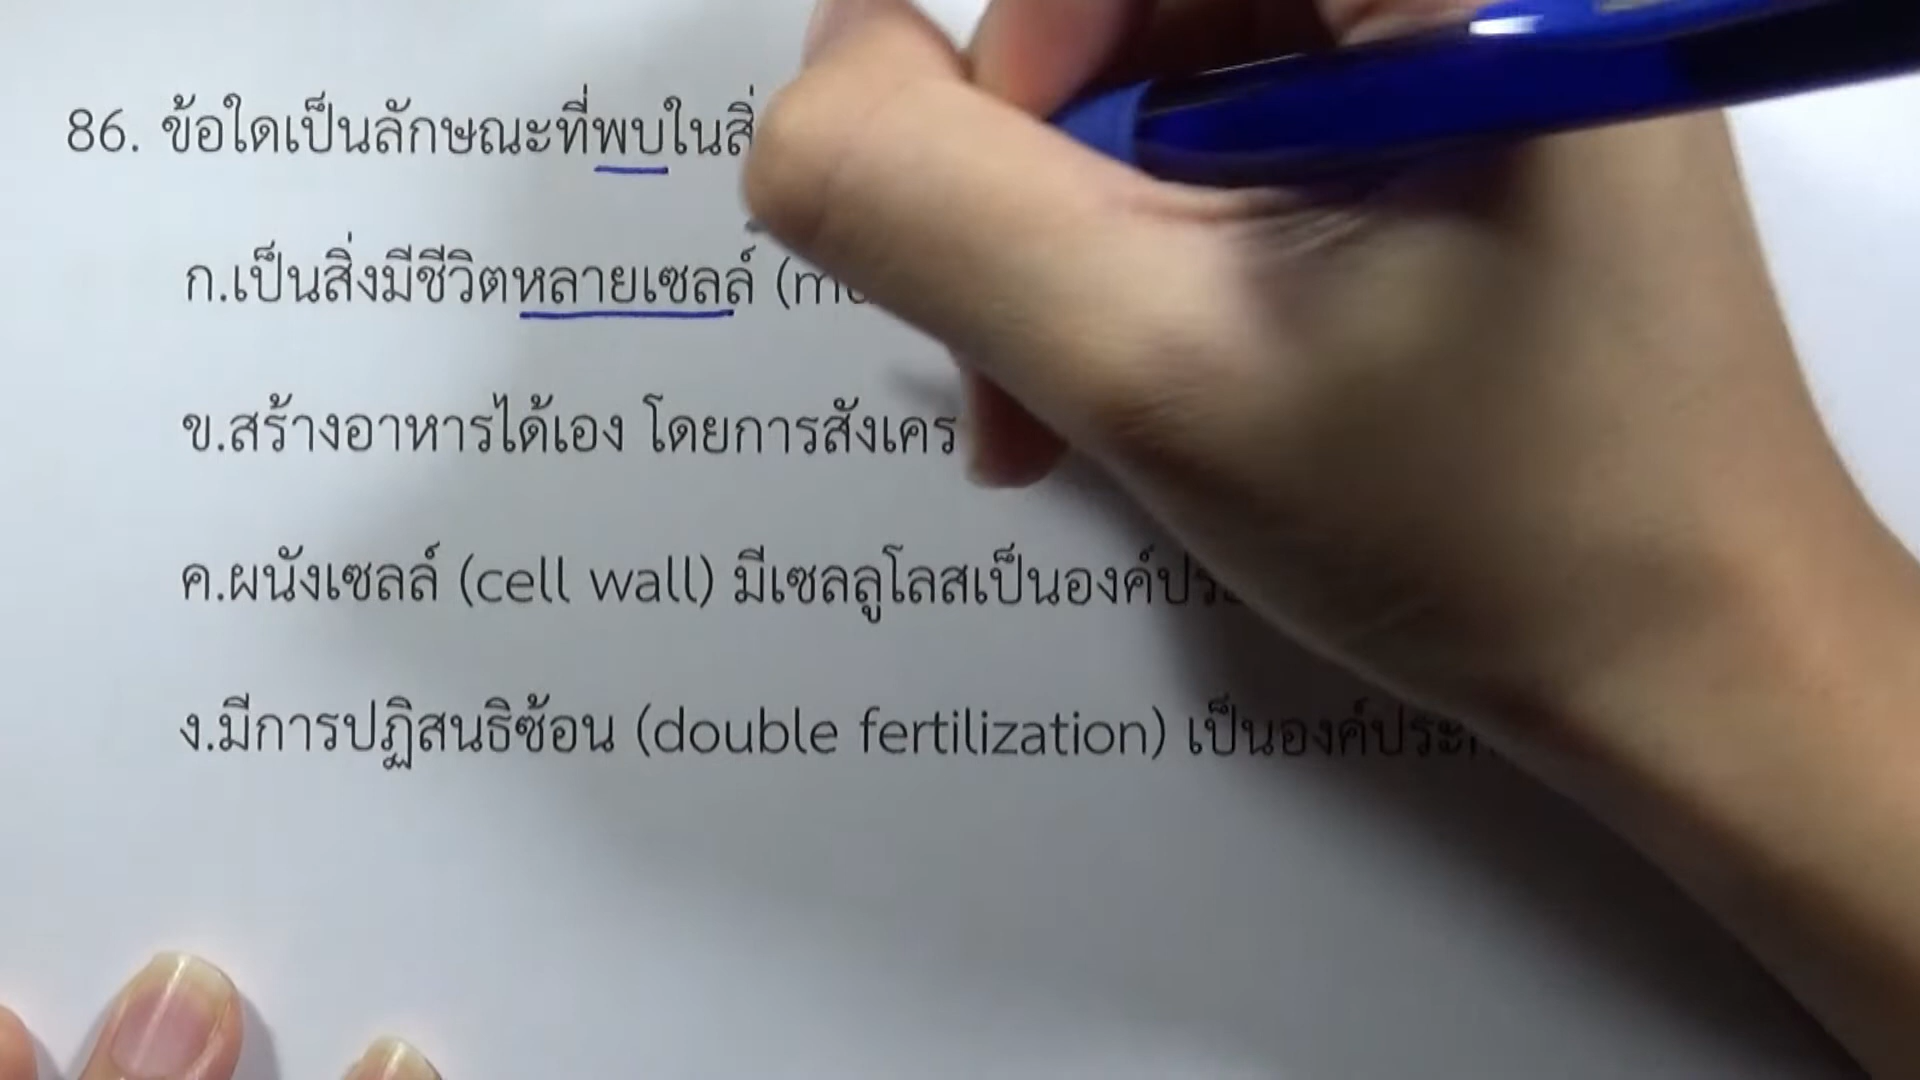 86. ข้อใดเป็นลักษณะที่พบในสิ่
ก.เป็นสิ่งมีชีวิตหลายเซลล์ (mu
ข.สร้างอาหารได้เอง โดยการสังเคร
ค.ผนังเซลล์ (cell wall) มีเซลลูโลสเป็นองค์ประ
ง.มีการปฏิสนธิซ้อน (double fertilization) เป็นองค์ประก